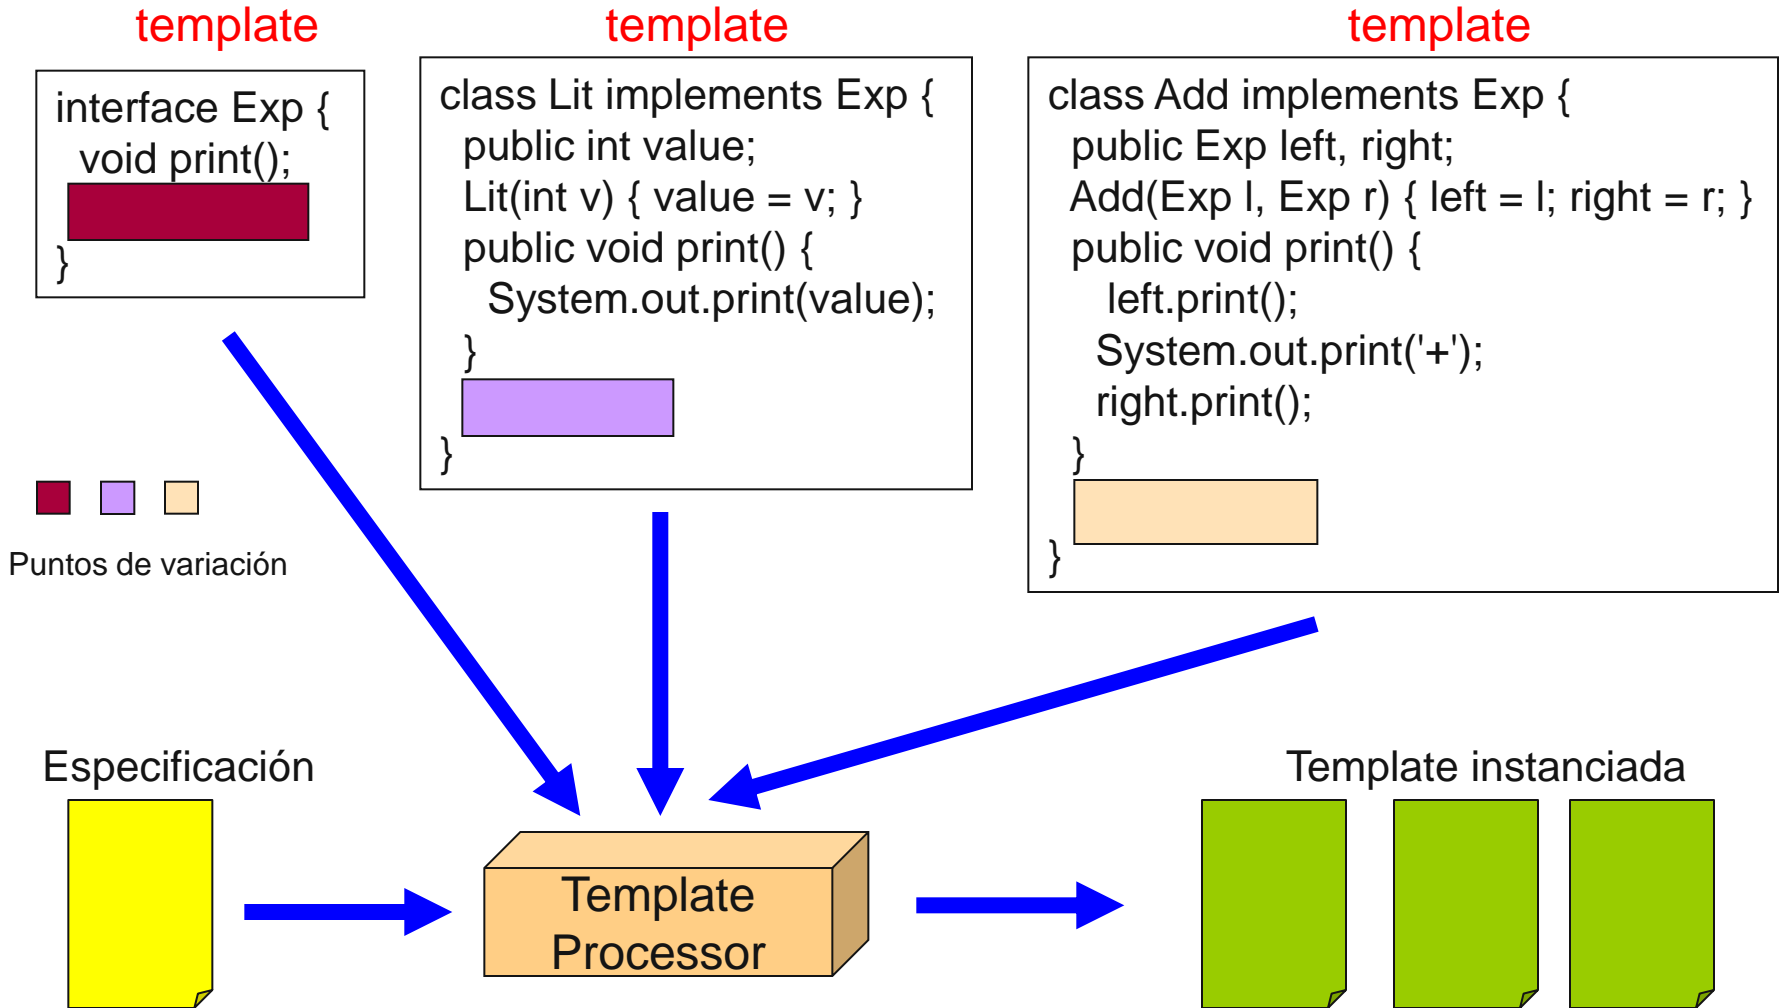 template
interface Exp {
void print();
}
template
class Lit implements Exp {
public int value;
Lit(int v) { value = v; }
public void print() {
System.out.print(value);
}
}
template
class Add implements Exp {
public Exp left, right;
Add(Exp l, Exp r) { left = l; right = r; }
public void print() {
left.print();
System.out.print('+');
right.print();
}
}
Puntos de variación
Especificación
Template
Processor
Template instanciada